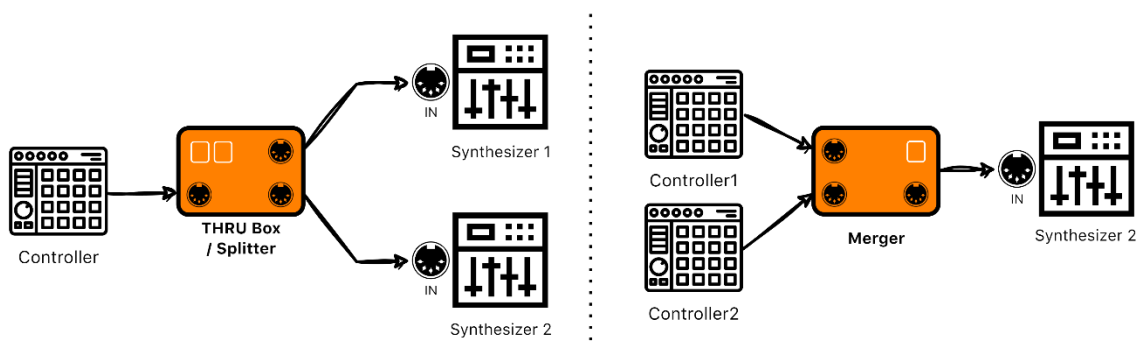 IN
Synthesizer 1
Controller
THRU Box
/ Splitter
IN
Synthesizer 2
Controller1
Controller2
Merger
IN
Synthesizer 2